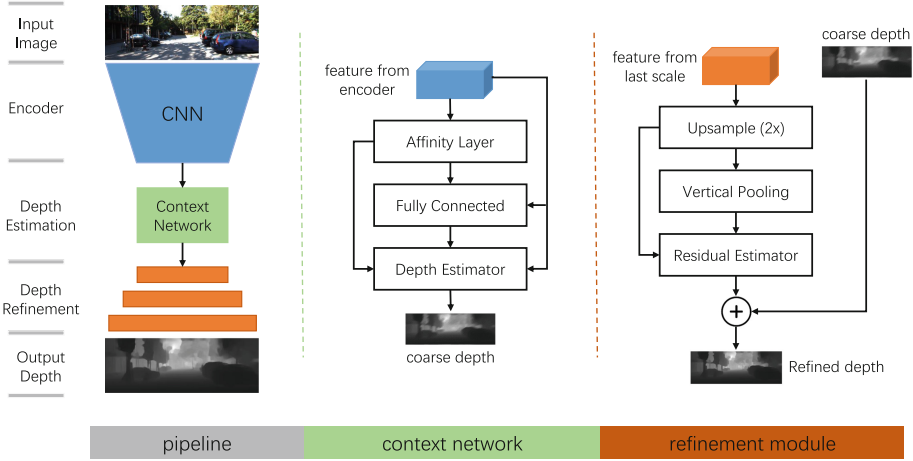 Input
Image
Encoder
CNN
Depth
Estimation
Context
Network
Depth
Refinement
Output
Depth
pipeline
feature from
encoder
Affinity Layer
Fully Connected
Depth Estimator
coarse depth
context network
feature from
last scale
coarse depth
Upsample (2x)
Vertical Pooling
Residual Estimator
+
Refined depth
refinement module